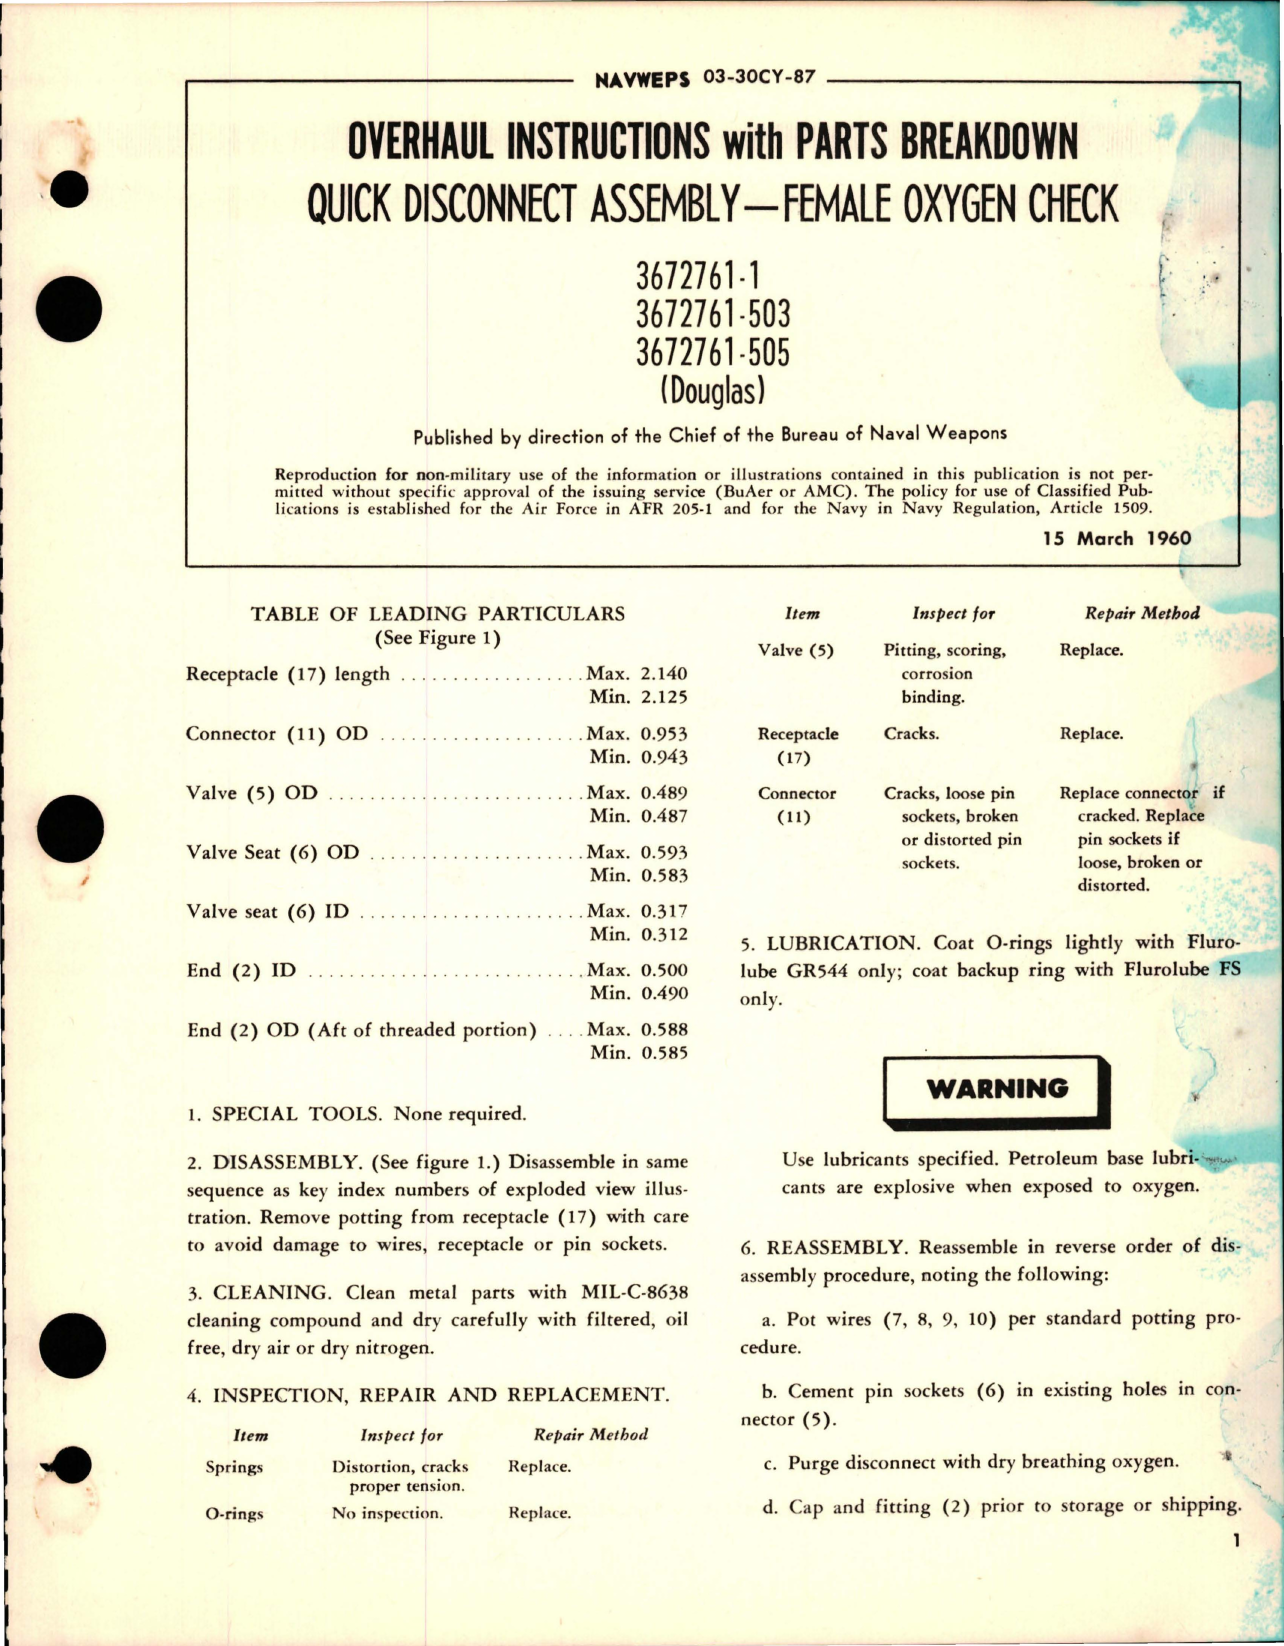 NAVWEPS 03-30CY-87
OVERHAUL INSTRUCTIONS with PARTS BREAKDOWN
QUICK DISCONNECT ASSEMBLY—FEMALE OXYGEN CHECK
3672761-1
3672761-503
3672761-505
(Douglas)
Published by direction of the Chief of the Bureau of Naval Weapons
Reproduction for non-military use of the information or illustrations contained in this publication is not per-
mitted without specific approval of the issuing service (BuAer or AMC). The policy for use of Classified Pub-
lications is established for the Air Force in AFR 205-1 and for the Navy in Navy Regulation, Article 1509.
15 March 1960
TABLE OF LEADING PARTICULARS
(See Figure 1)
Receptacle (17) length ..................Max. 2.140
Min. 2.125
Connector (11) OD ....................Max. 0.953
Min. 0.943
Valve (5) OD .........................Max. 0.489
Min. 0.487
Valve Seat (6) OD .....................Max. 0.593
Min. 0.583
Valve seat (6) ID ......................Max. 0.317
Min. 0.312
End (2) ID ...........................Max. 0.500
Min. 0.490
End (2) OD (Aft of threaded portion) ....Max. 0.588
Min. 0.585
1. SPECIAL TOOLS. None required.
2. DISASSEMBLY. (See figure 1.) Disassemble in same
sequence as key index numbers of exploded view illus-
tration. Remove potting from receptacle (17) with care
to avoid damage to wires, receptacle or pin sockets.
3. CLEANING. Clean metal parts with MIL-C-8638
cleaning compound and dry carefully with filtered, oil
free, dry air or dry nitrogen.
4. INSPECTION, REPAIR AND REPLACEMENT.
Item Inspect for Repair Method
Springs Distortion, cracks Replace.
proper tension.
O-rings No inspection. Replace.
Item Inspect for Repair Method
Valve (5) Pitting, scoring, Replace.
corrosion
binding.
Receptacle Cracks. Replace.
(17)
Connector Cracks, loose pin Replace connector if
(11) sockets, broken cracked. Replace
or distorted pin pin sockets if
sockets. loose, broken or
distorted.
5. LUBRICATION. Coat O-rings lightly with Fluro-
lube GR544 only; coat backup ring with Flurolube FS
only.
WARNING
Use lubricants specified. Petroleum base lubri-
cants are explosive when exposed to oxygen.
6. REASSEMBLY. Reassemble in reverse order of dis-
assembly procedure, noting the following:
a. Pot wires (7, 8, 9, 10) per standard potting pro-
cedure.
b. Cement pin sockets (6) in existing holes in con-
nector (5).
c. Purge disconnect with dry breathing oxygen.
d. Cap and fitting (2) prior to storage or shipping.
1